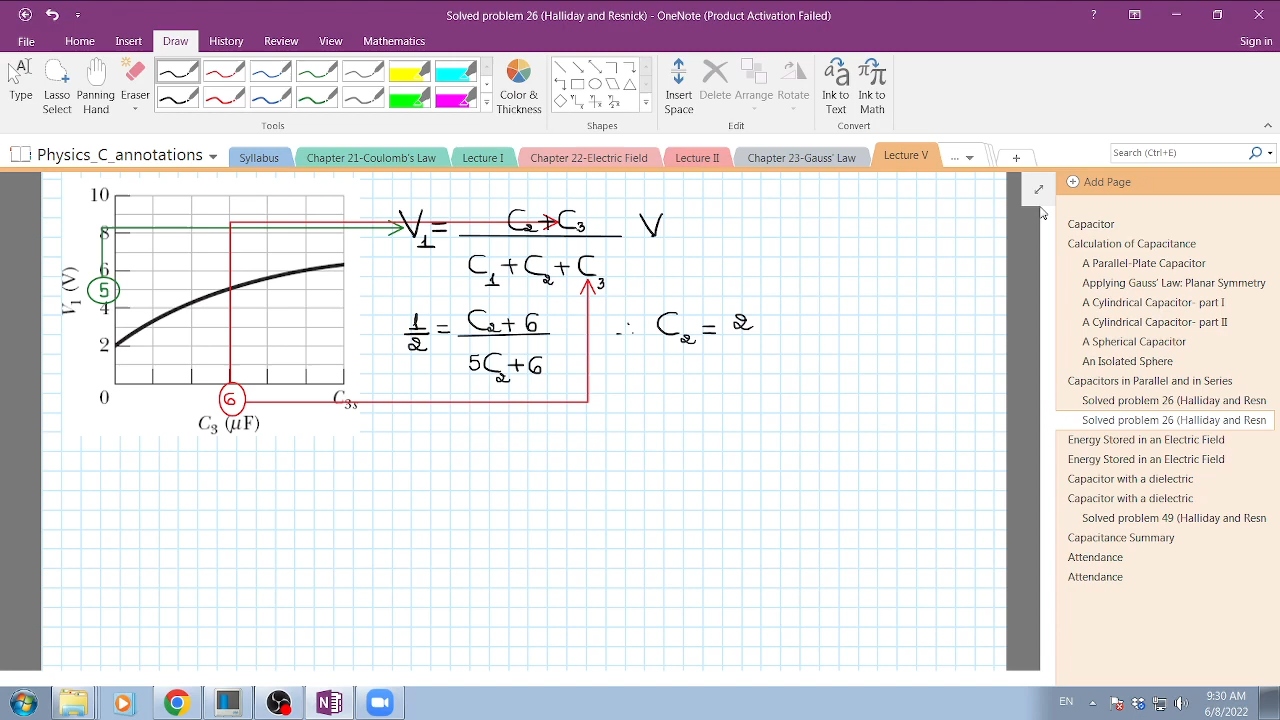 Solved problem 26 (Halliday and Resnick) - OneNote (Product Activation Failed)
?
File Home Insert Draw History Review View Mathematics
Sign in
Type
Lasso Select
Panning Hand
Eraser
Color & Thickness
Insert Space
Delete
Arrange
Rotate
Ink to Text
Ink to Math
Tools
Shapes
Edit
Convert
Physics_C_annotations
Syllabus
Chapter 21-Coulomb's Law
Lecture I
Chapter 22-Electric Field
Lecture II
Chapter 23-Gauss' Law
Lecture V
...
+
Search (Ctrl+E)
Add Page
Capacitor
Calculation of Capacitance
A Parallel-Plate Capacitor
Applying Gauss' Law: Planar Symmetry
A Cylindrical Capacitor- part I
A Cylindrical Capacitor- part II
A Spherical Capacitor
An Isolated Sphere
Capacitors in Parallel and in Series
Solved problem 26 (Halliday and Resn
Solved problem 26 (Halliday and Resn
Energy Stored in an Electric Field
Energy Stored in an Electric Field
Capacitor with a dielectric
Capacitor with a dielectric
Solved problem 49 (Halliday and Resn
Capacitance Summary
Attendance
Attendance
10
8
6
5
4
2
0
V₁ (V)
6
C₃ₛ
C₃ (μF)
V₁ = (C₂ + C₃) / (C₁ + C₂ + C₃) V
1/2 = (C₂ + 6) / (5C₂ + 6) ∴ C₂ = 2
EN
9:30 AM
6/8/2022